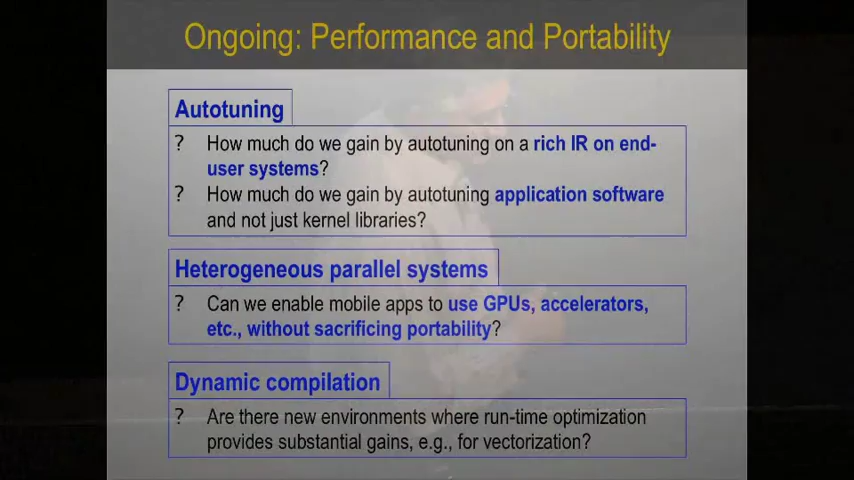 Ongoing: Performance and Portability
Autotuning
? How much do we gain by autotuning on a rich IR on end-
user systems?
? How much do we gain by autotuning application software
and not just kernel libraries?
Heterogeneous parallel systems
? Can we enable mobile apps to use GPUs, accelerators,
etc., without sacrificing portability?
Dynamic compilation
? Are there new environments where run-time optimization
provides substantial gains, e.g., for vectorization?